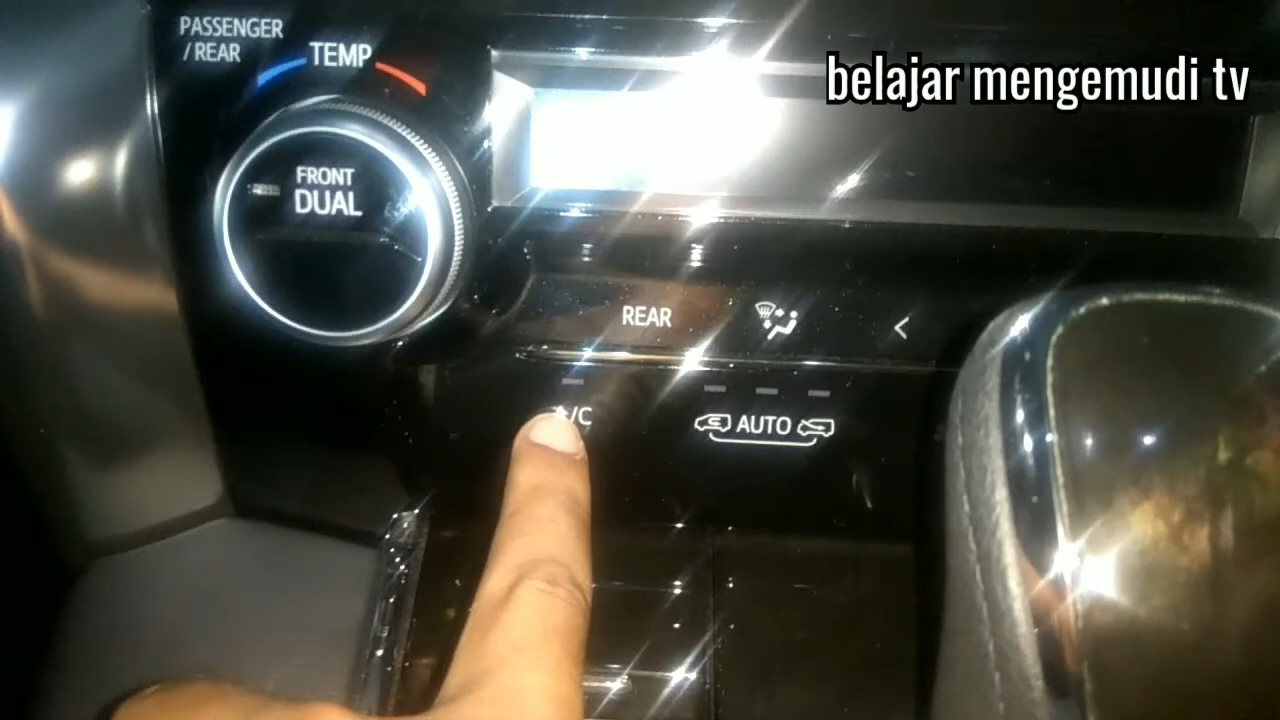 PASSENGER
/ REAR
TEMP
belajar mengemudi tv
FRONT
DUAL
REAR
<
/C
AUTO